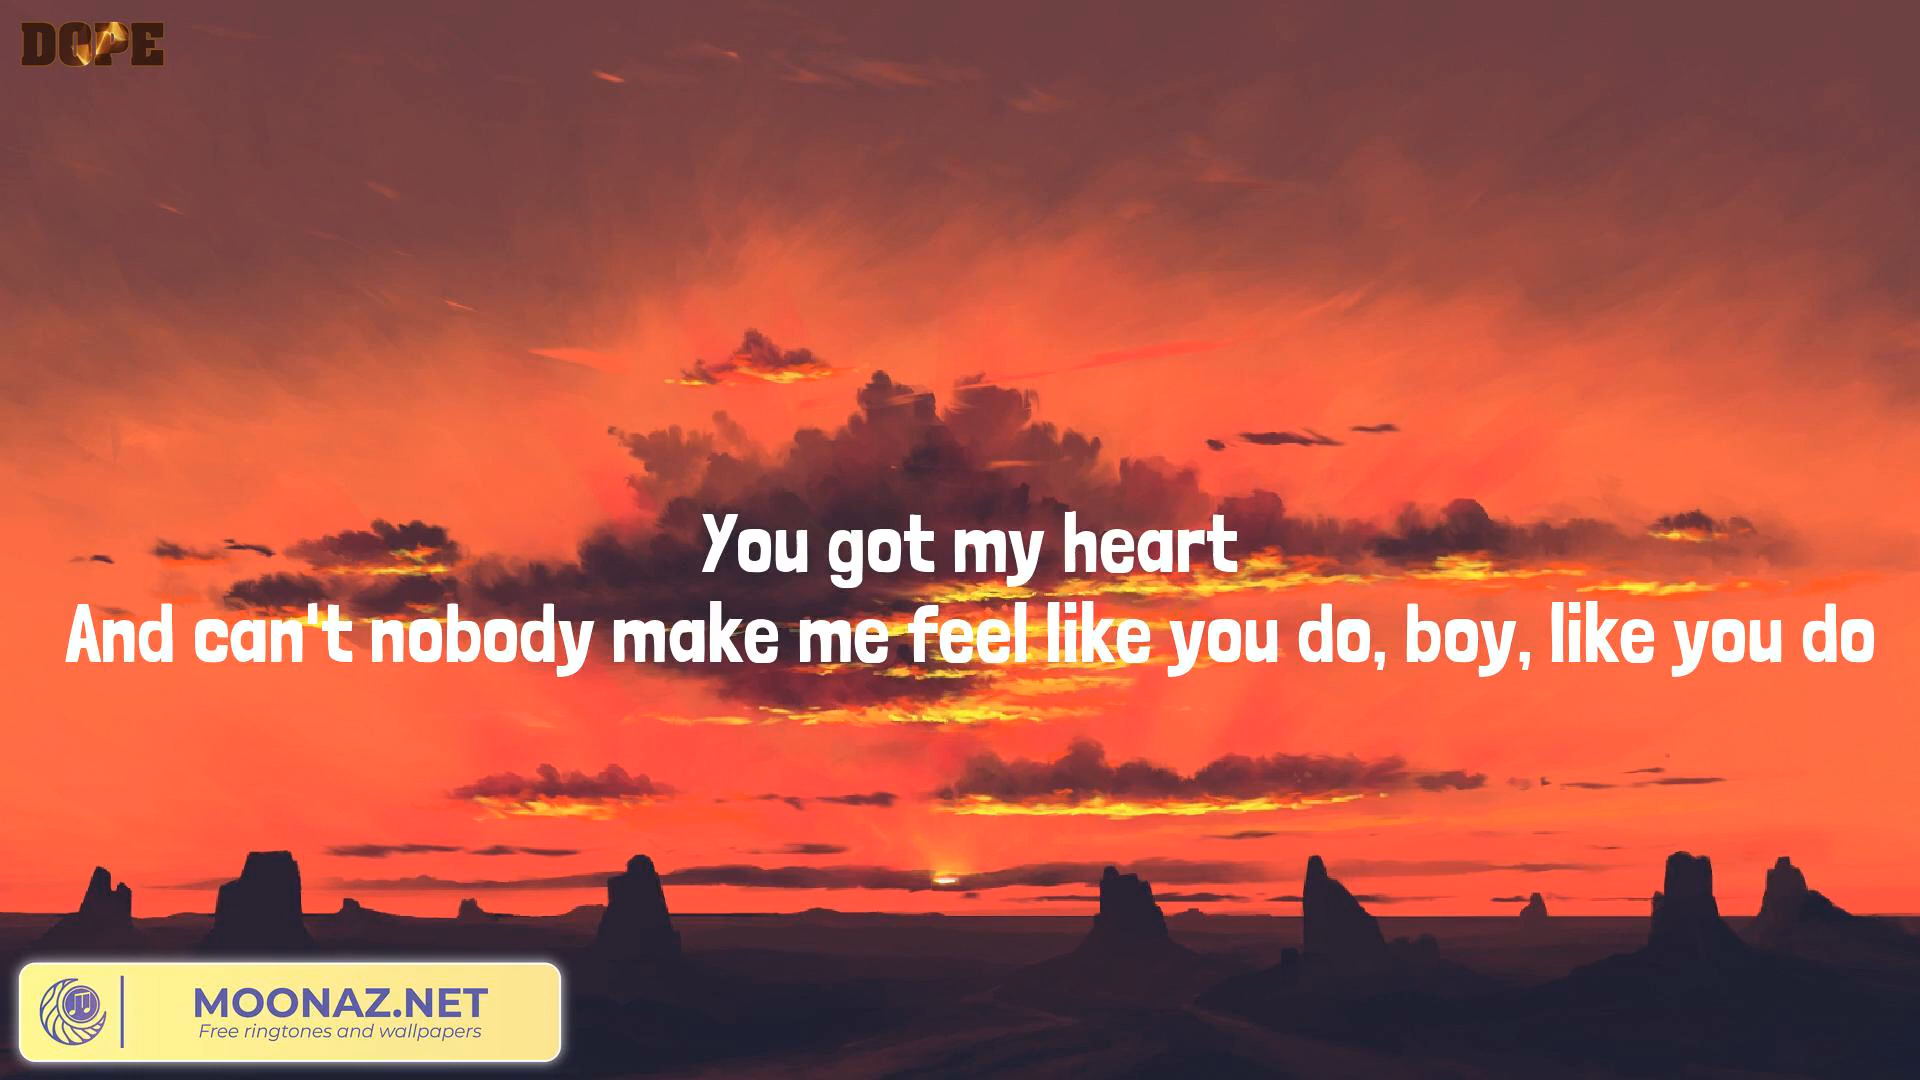 DOPE
You got my heart
And can't nobody make me feel like you do, boy, like you do
MOONAZ.NET
Free ringtones and wallpapers